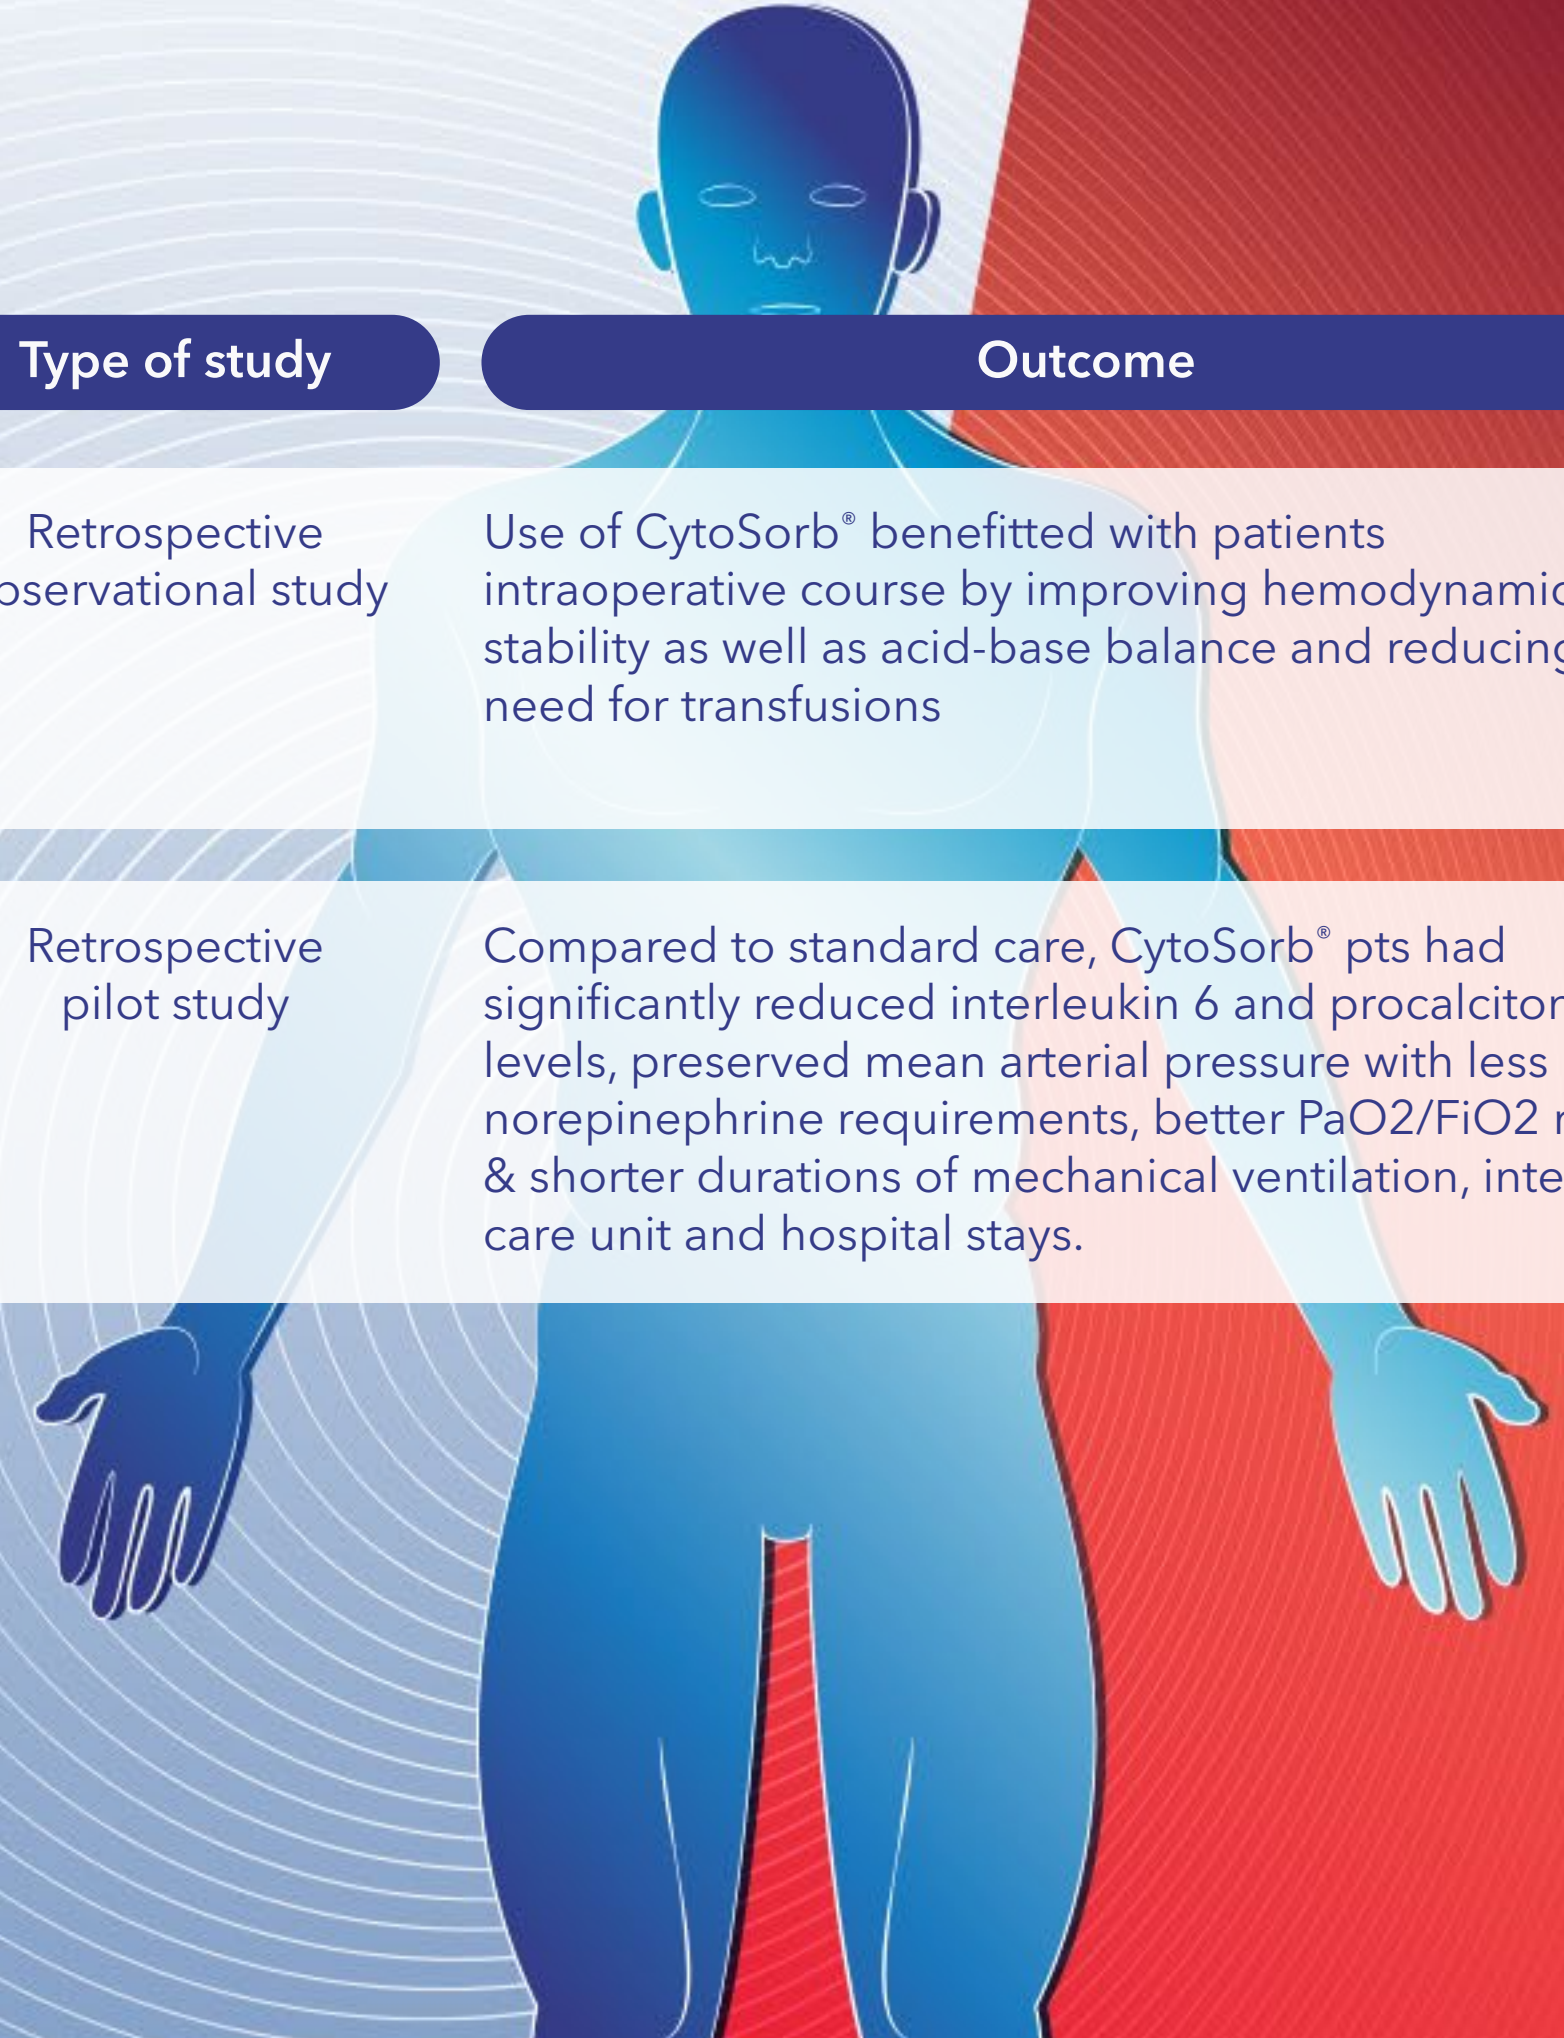 Type of study
Outcome
Retrospective
observational study
Use of CytoSorb® benefitted with patients
intraoperative course by improving hemodynamic
stability as well as acid-base balance and reducing
need for transfusions
Retrospective
pilot study
Compared to standard care, CytoSorb® pts had
significantly reduced interleukin 6 and
levels, preserved mean arterial pressure with less
norepinephrine requirements, better PaO2/FiO2
& shorter durations of mechanical ventilation,
care unit and hospital stays.